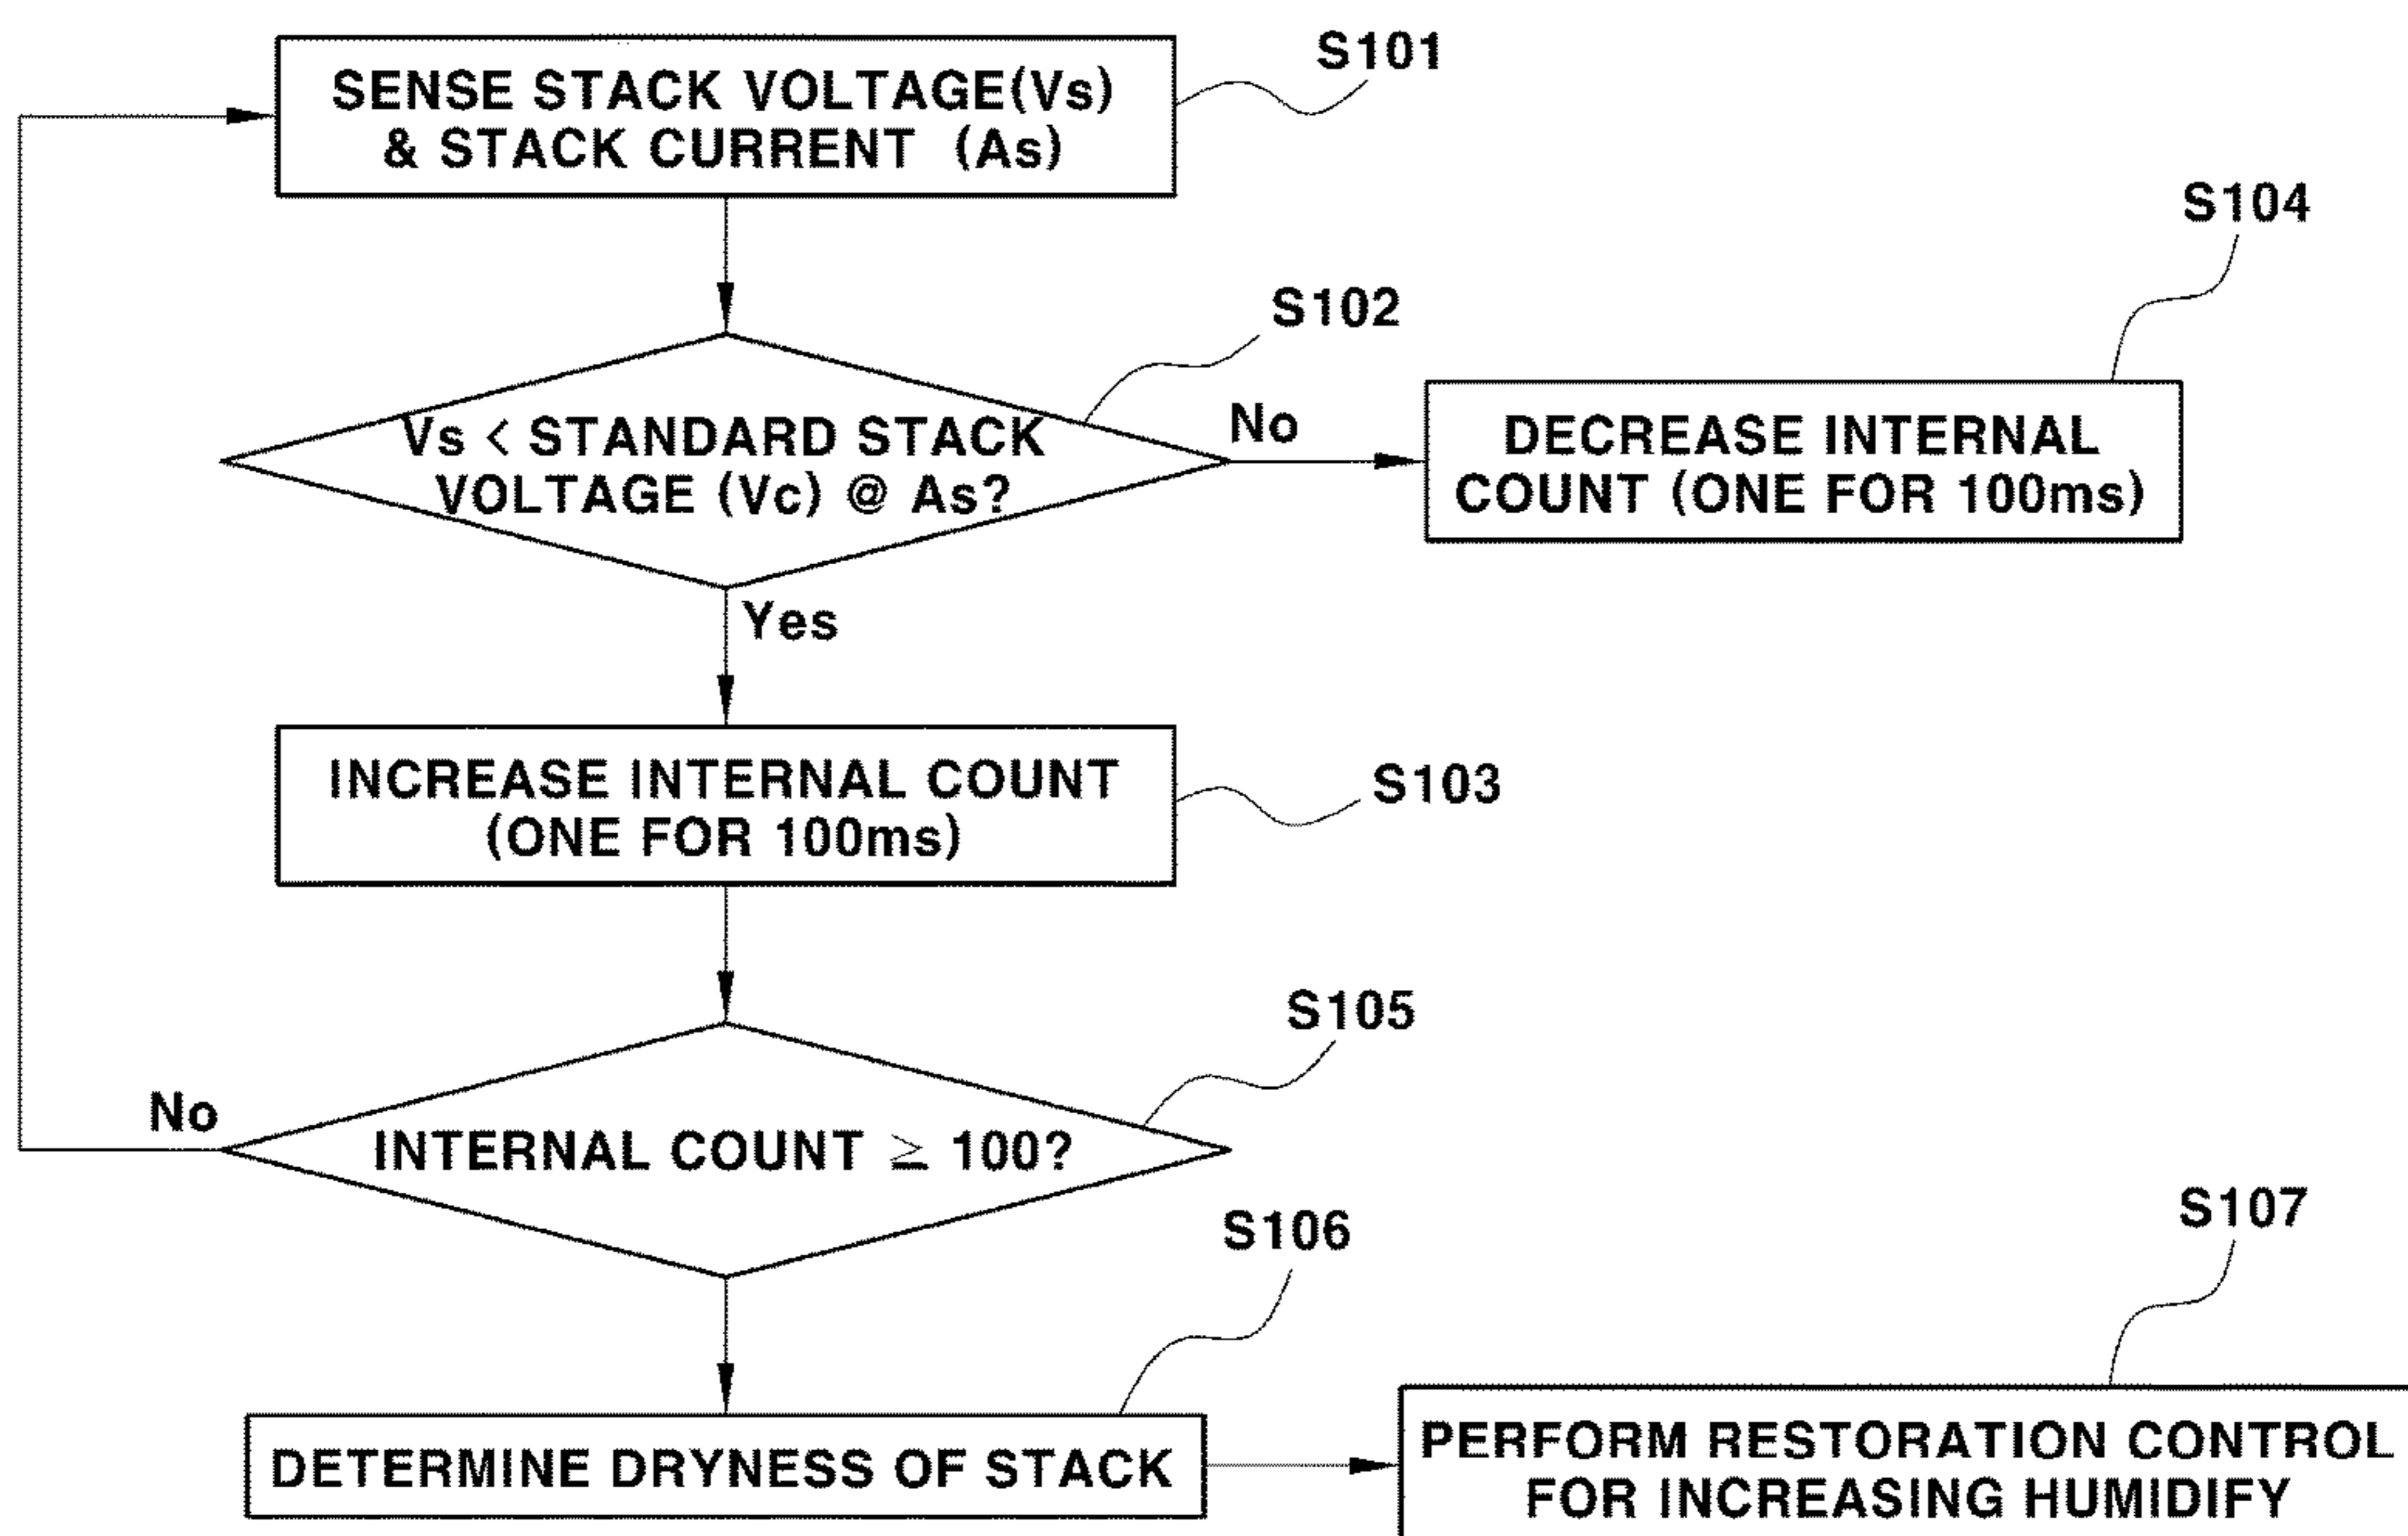 S101
SENSE STACK VOLTAGE(Vs)
& STACK CURRENT (As)
S104
S102
Vs < STANDARD STACK
VOLTAGE (Vc) @ As?
No
DECREASE INTERNAL
COUNT (ONE FOR 100ms)
Yes
INCREASE INTERNAL COUNT
(ONE FOR 100ms)
S103
S105
No
INTERNAL COUNT ≥ 100?
S106
S107
DETERMINE DRYNESS OF STACK
PERFORM RESTORATION CONTROL
FOR INCREASING HUMIDIFY